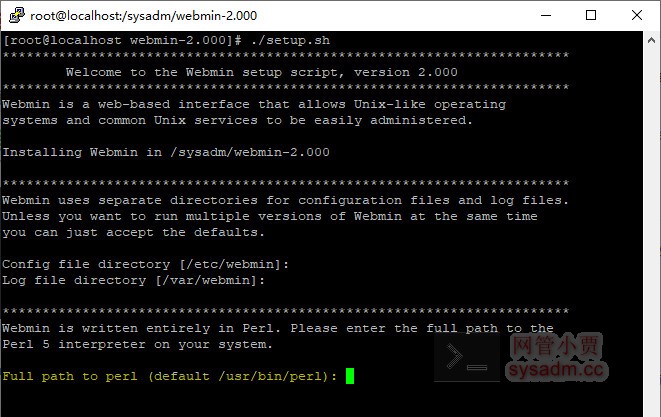 root@localhost:/sysadm/webmin-2.000
[root@localhost webmin-2.000]# ./setup.sh
***********************************************************************
        Welcome to the Webmin setup script, version 2.000
***********************************************************************
Webmin is a web-based interface that allows Unix-like operating
systems and common Unix services to be easily administered.
Installing Webmin in /sysadm/webmin-2.000
***********************************************************************
Webmin uses separate directories for configuration files and log files.
Unless you want to run multiple versions of Webmin at the same time
you can just accept the defaults.
Config file directory [/etc/webmin]:
Log file directory [/var/webmin]:
***********************************************************************
Webmin is written entirely in Perl. Please enter the full path to the
Perl 5 interpreter on your system.
Full path to perl (default /usr/bin/perl):
网管小贾
sysadm.cc